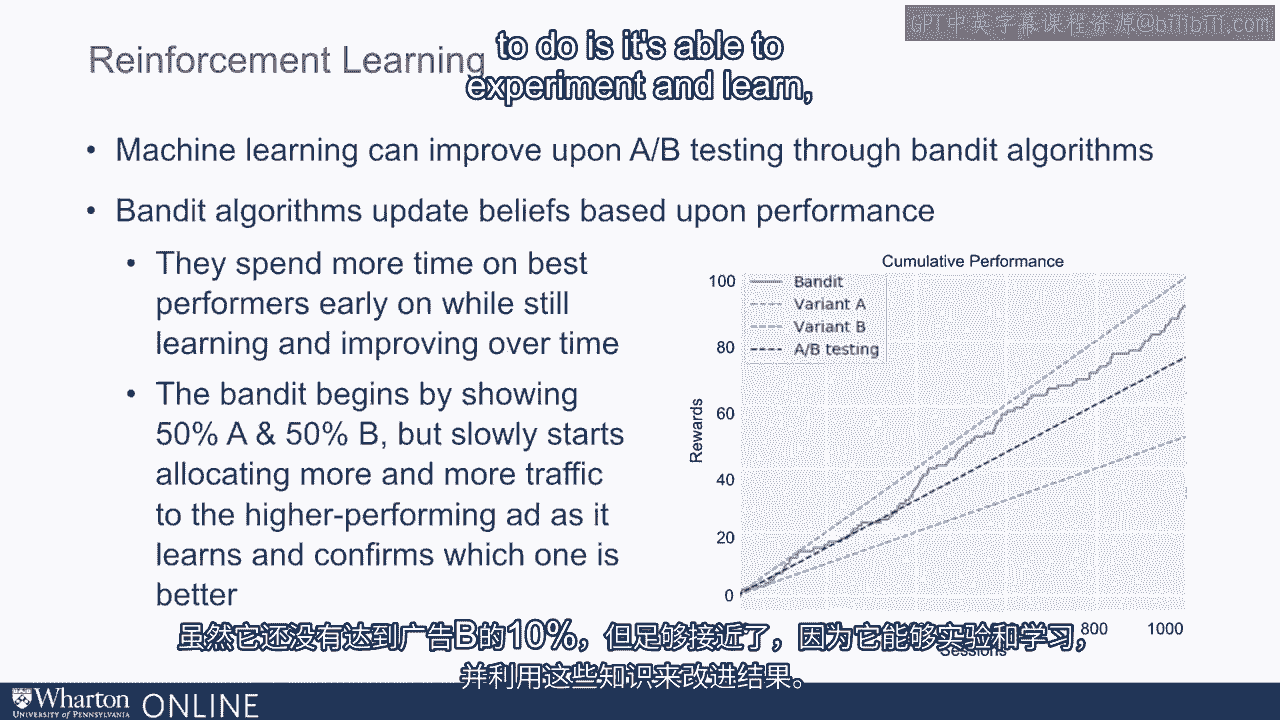 GPT中英字幕课程资源@bilibili.com
Reinforcement Learning
to do is it's able to
experiment and learn,
• Machine learning can improve upon A/B testing through bandit algorithms
• Bandit algorithms update beliefs based upon performance
• They spend more time on best
performers early on while still
learning and improving over time
• The bandit begins by showing
50% A & 50% B, but slowly starts
allocating more and more traffic
to the higher-performing ad as it
learns and confirms which one is
better
Cumulative Performance
Bandit
Variant A
Variant B
A/B testing
Rewards
100
80
60
40
20
0
800
1000
Sessions
虽然它还没有达到广告B的10%，但足够接近了，因为它能够实验和学习，
并利用这些知识来改进结果。
Wharton
UNIVERSITY of PENNSYLVANIA
ONLINE